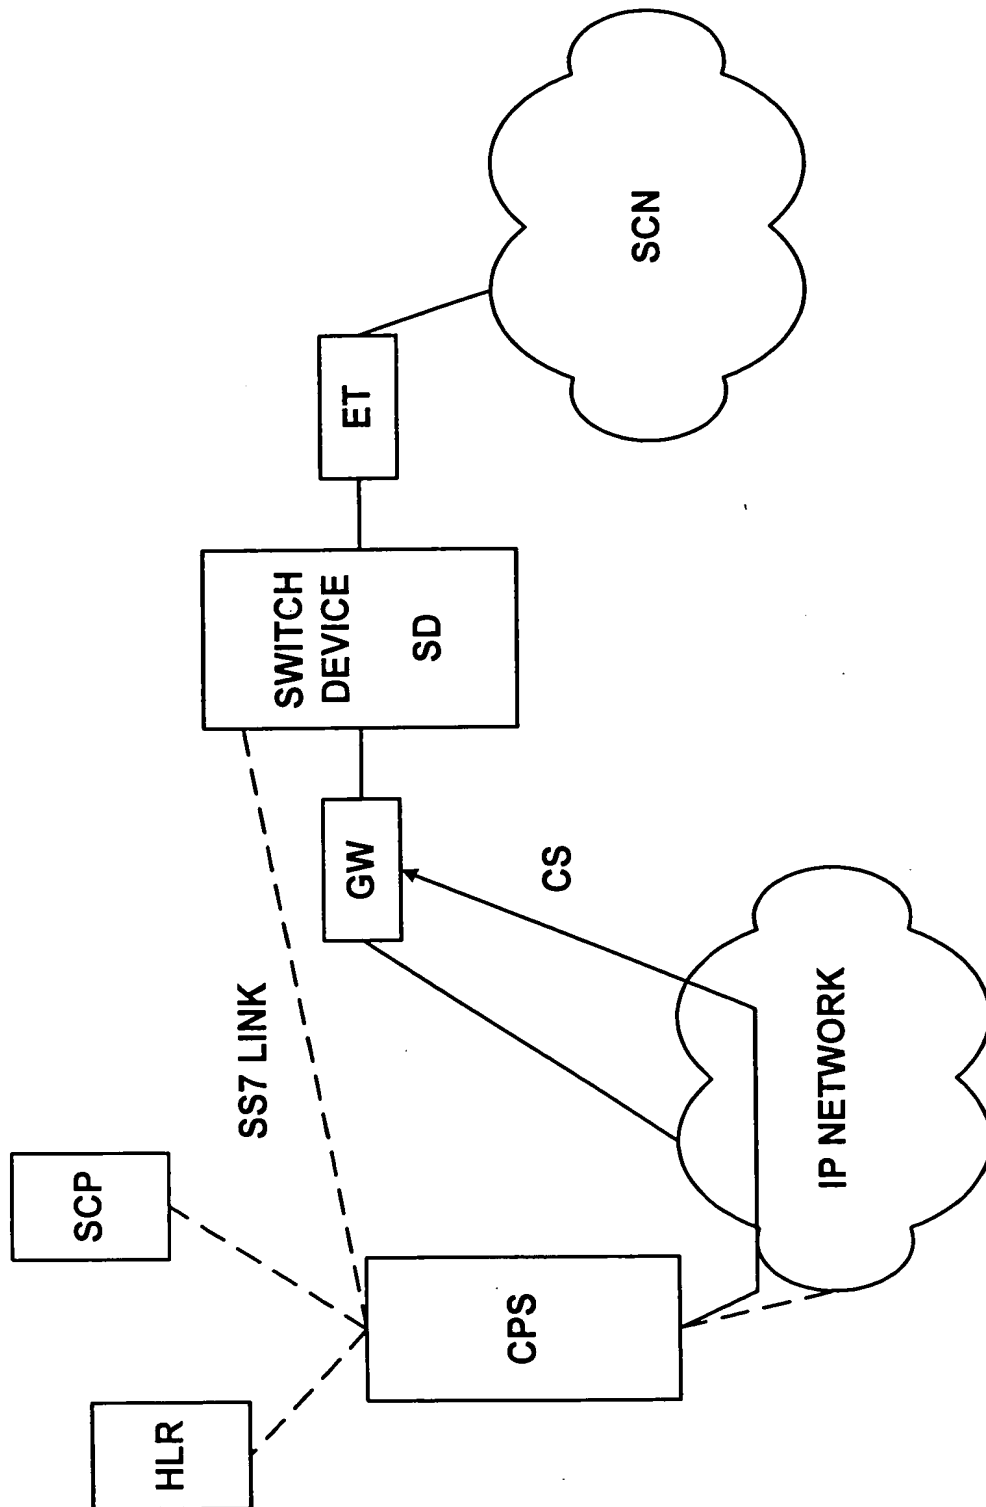 HLR
SCP
SS7 LINK
SWITCH
DEVICE
SD
ET
GW
CPS
CS
SCN
IP NETWORK